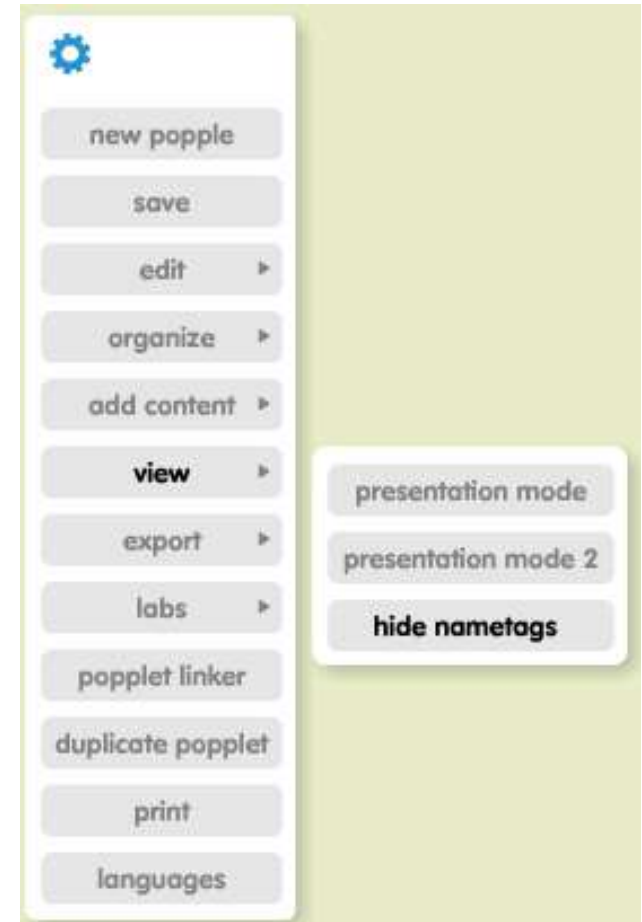 new popple
save
edit
organize
add content
view
export
labs
popplet linker
duplicate popplet
print
languages
presentation mode
presentation mode 2
hide nametags